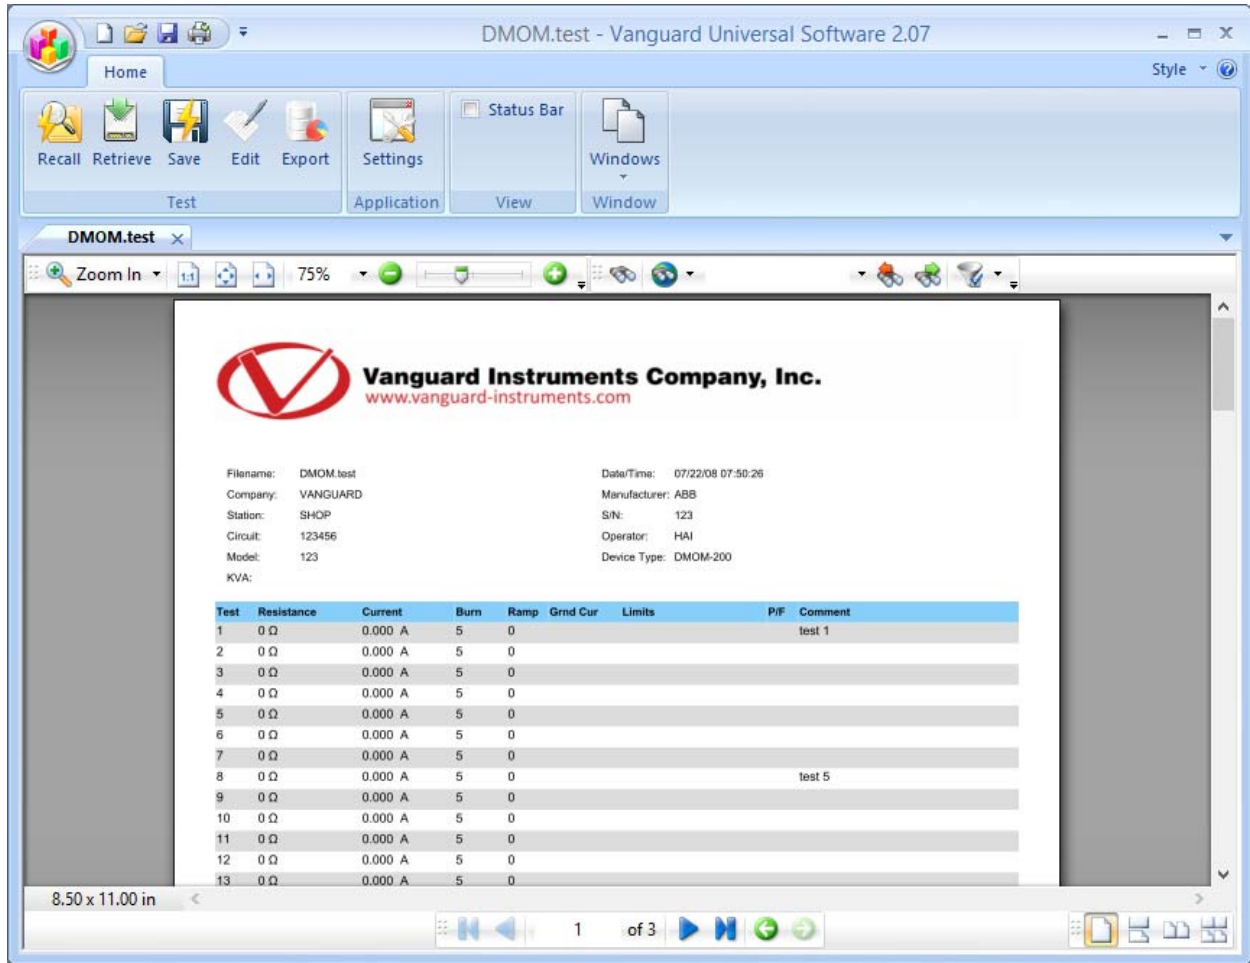 DMOM.test - Vanguard Universal Software 2.07
Home
Style
Recall Retrieve Save Edit Export Settings Status Bar Windows
Test Application View Window
DMOM.test
Zoom In 1:1 75%
Vanguard Instruments Company, Inc.
www.vanguard-instruments.com
Filename: DMOM.test Date/Time: 07/22/08 07:50:26
Company: VANGUARD Manufacturer: ABB
Station: SHOP S/N: 123
Circuit: 123456 Operator: HAI
Model: 123 Device Type: DMOM-200
KVA:
Test Resistance Current Burn Ramp Grnd Cur Limits P/F Comment
1 0 Ω 0.000 A 5 0 test 1
2 0 Ω 0.000 A 5 0
3 0 Ω 0.000 A 5 0
4 0 Ω 0.000 A 5 0
5 0 Ω 0.000 A 5 0
6 0 Ω 0.000 A 5 0
7 0 Ω 0.000 A 5 0
8 0 Ω 0.000 A 5 0 test 5
9 0 Ω 0.000 A 5 0
10 0 Ω 0.000 A 5 0
11 0 Ω 0.000 A 5 0
12 0 Ω 0.000 A 5 0
13 0 Ω 0.000 A 5 0
8.50 x 11.00 in
1 of 3